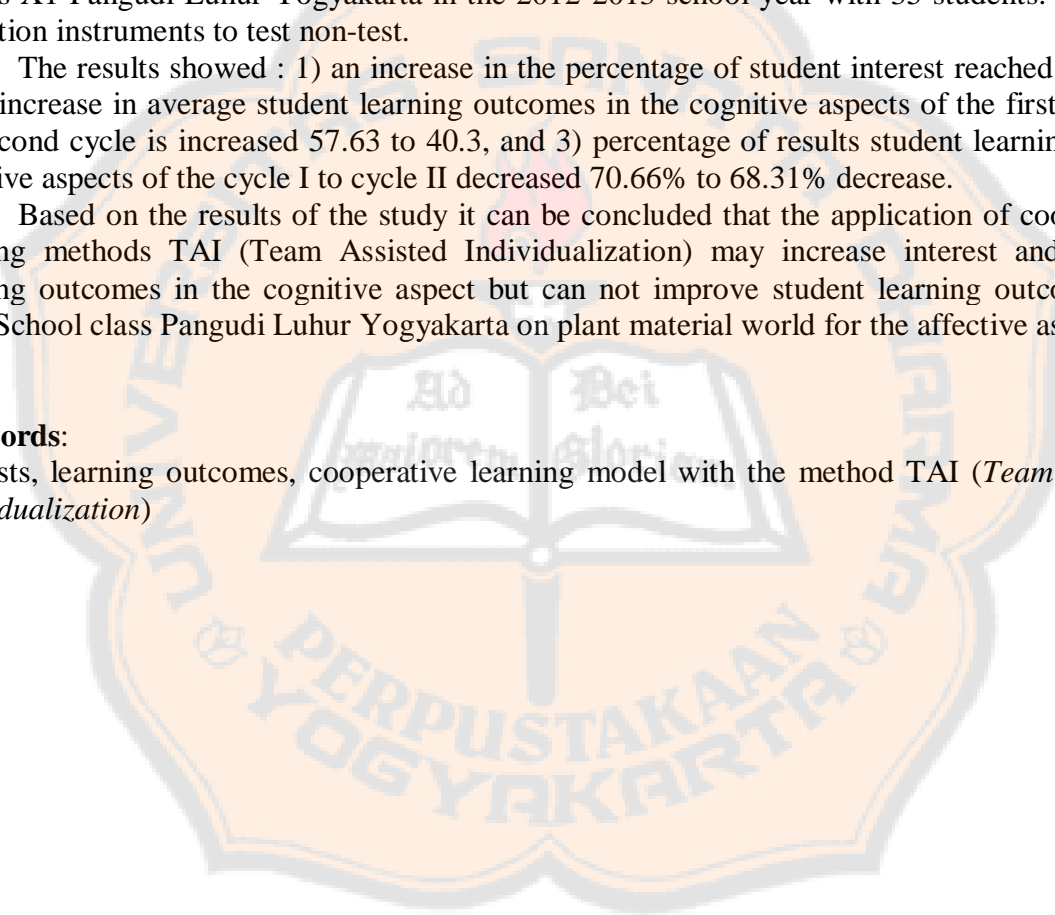 s X1 Pangudi Luhur Yogyakarta in the 2012-2013 school year with 35 students.
tion instruments to test non-test.
The results showed : 1) an increase in the percentage of student interest reached
increase in average student learning outcomes in the cognitive aspects of the first
cond cycle is increased 57.63 to 40.3, and 3) percentage of results student learnin
ive aspects of the cycle I to cycle II decreased 70.66% to 68.31% decrease.
Based on the results of the study it can be concluded that the application of coo
ng methods TAI (Team Assisted Individualization) may increase interest and
ng outcomes in the cognitive aspect but can not improve student learning outco
School class Pangudi Luhur Yogyakarta on plant material world for the affective as
Ad Dei
maiorem Gloriam
ords:
sts, learning outcomes, cooperative learning model with the method TAI (Team
dualization)
UNIVERSITAS SANATA DHARMA
PERPUSTAKAAN
YOGYAKARTA